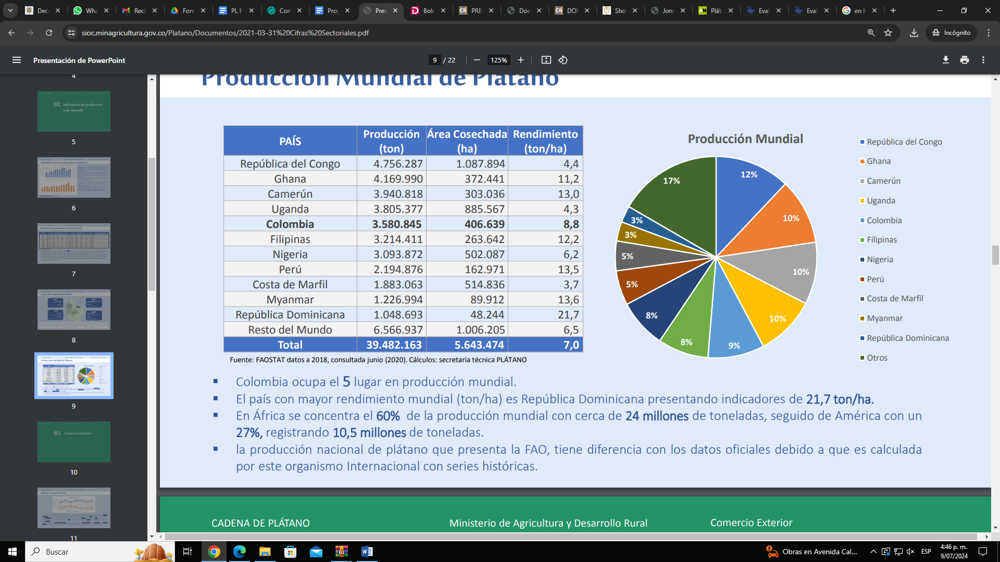 Deci
Wha
Reci
Fond
PL F
Con
Proy
Pres
Bole
PRE
Doc
DOI
Sho
Jonr
Plát
Eval
Eval
en l
sioc.minagricultura.gov.co/Platano/Documentos/2021-03-31%20Cifras%20Sectoriales.pdf
Incógnito
Presentación de PowerPoint
9 / 22
125%
4
02. Indicadores de producción
y de mercado
5
6
7
8
9
03. Comercio Exterior
10
11
Producción Mundial de Plátano
PAÍS Producción (ton) Área Cosechada (ha) Rendimiento (ton/ha)
República del Congo 4.756.287 1.087.894 4,4
Ghana 4.169.990 372.441 11,2
Camerún 3.940.818 303.036 13,0
Uganda 3.805.377 885.567 4,3
Colombia 3.580.845 406.639 8,8
Filipinas 3.214.411 263.642 12,2
Nigeria 3.093.872 502.087 6,2
Perú 2.194.876 162.971 13,5
Costa de Marfil 1.883.063 514.836 3,7
Myanmar 1.226.994 89.912 13,6
República Dominicana 1.048.693 48.244 21,7
Resto del Mundo 6.566.937 1.006.205 6,5
Total 39.482.163 5.643.474 7,0
Fuente: FAOSTAT datos a 2018, consultada junio (2020). Cálculos: secretaria técnica PLÁTANO
Producción Mundial
12%
10%
10%
10%
9%
8%
8%
5%
5%
3%
3%
17%
República del Congo
Ghana
Camerún
Uganda
Colombia
Filipinas
Nigeria
Perú
Costa de Marfil
Myanmar
República Dominicana
Otros
Colombia ocupa el 5 lugar en producción mundial.
El país con mayor rendimiento mundial (ton/ha) es República Dominicana presentando indicadores de 21,7 ton/ha.
En África se concentra el 60% de la producción mundial con cerca de 24 millones de toneladas, seguido de América con un
27%, registrando 10,5 millones de toneladas.
la producción nacional de plátano que presenta la FAO, tiene diferencia con los datos oficiales debido a que es calculada
por este organismo Internacional con series históricas.
CADENA DE PLÁTANO
Ministerio de Agricultura y Desarrollo Rural
Comercio Exterior
Buscar
Obras en Avenida Cal...
ESP
4:46 p. m.
9/07/2024